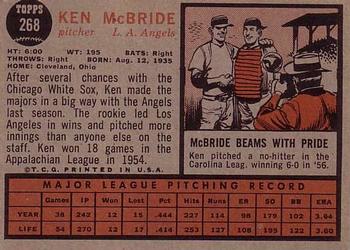 TOPPS
268
KEN McBRIDE
pitcher L. A. Angels
HT: 6:00 WT: 195 BATS: Right
THROWS: Right BORN: Aug. 12, 1935
HOME: Cleveland, Ohio
After several chances with the
Chicago White Sox, Ken made the
majors in a big way with the Angels
last season. The rookie led Los
Angeles in wins and pitched more
innings than anyone else on the
staff. Ken won 18 games in the
Appalachian League in 1954.
© T.C.G. PRINTED IN U.S.A.
McBRIDE BEAMS WITH PRIDE
Ken pitched a no-hitter in the
Carolina Leag. winning 6-0 in '56.
MAJOR LEAGUE PITCHING RECORD
Games IP Won Lost Pct. Hits Runs ER SO BB ERA
YEAR 38 242 12 15 .444 229 114 98 180 102 3.64
LIFE 54 270 12 17 .414 263 133 108 199 122 3.60